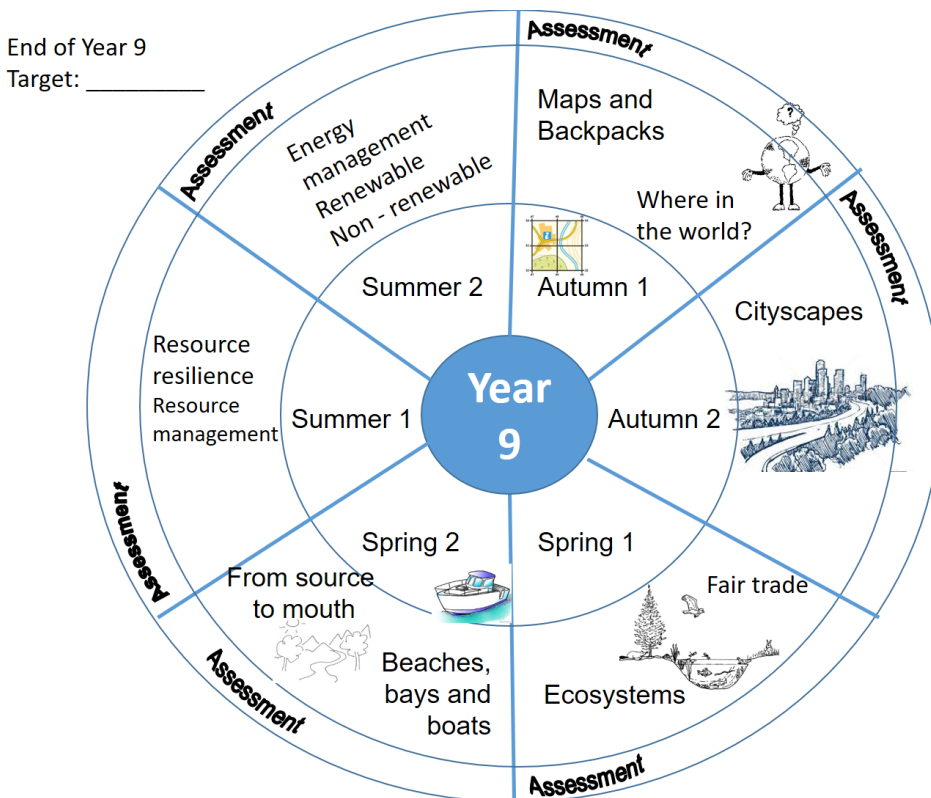 End of Year 9
Target: _________
Assessment
Maps and
Backpacks
?
Where in
the world?
Autumn 1
Assessment
Cityscapes
Autumn 2
Spring 1
Fair trade
Ecosystems
Assessment
Spring 2
From source
to mouth
Beaches,
bays and
boats
Assessment
Summer 1
Resource
resilience
Resource
management
Assessment
Summer 2
Energy
management
Renewable
Non - renewable
Assessment
Year
9